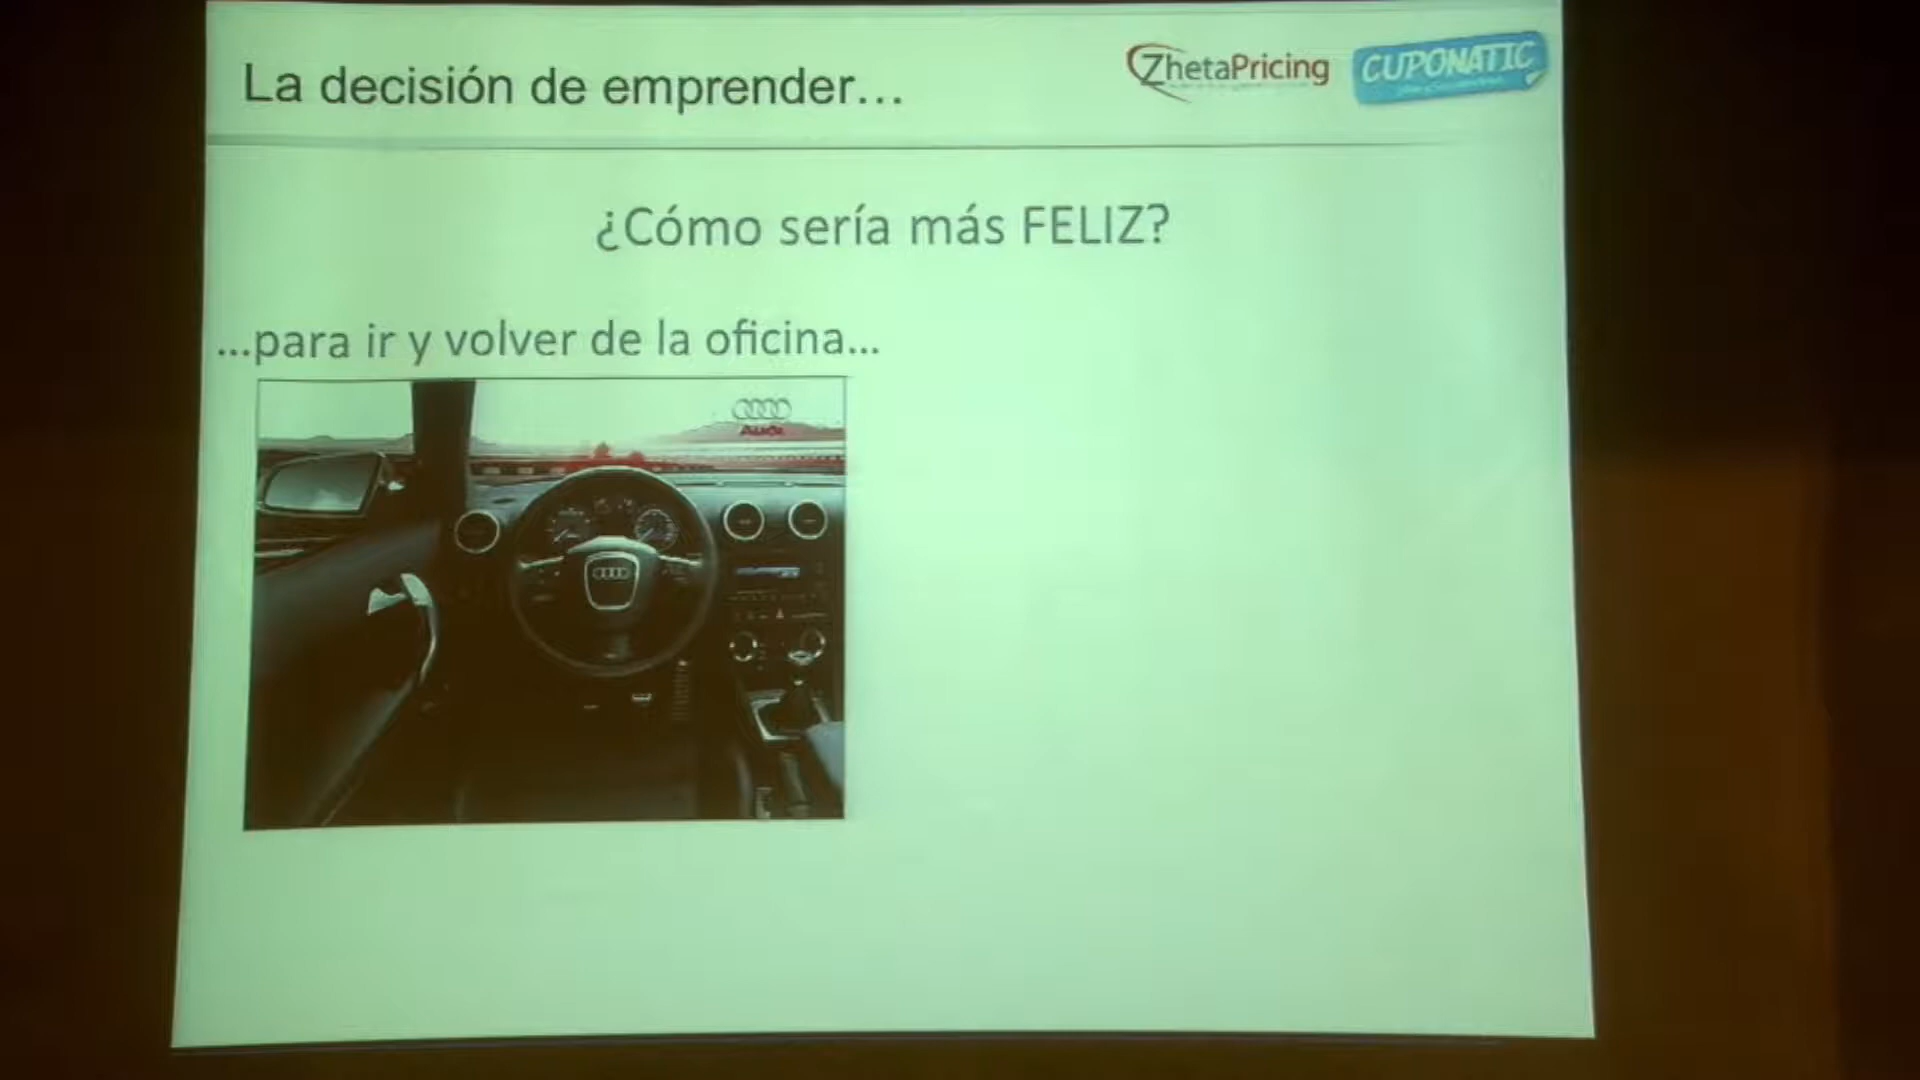 La decisión de emprender...
ZhetaPricing
CUPONATIC
¿Cómo sería más FELIZ?
...para ir y volver de la oficina...
Audi